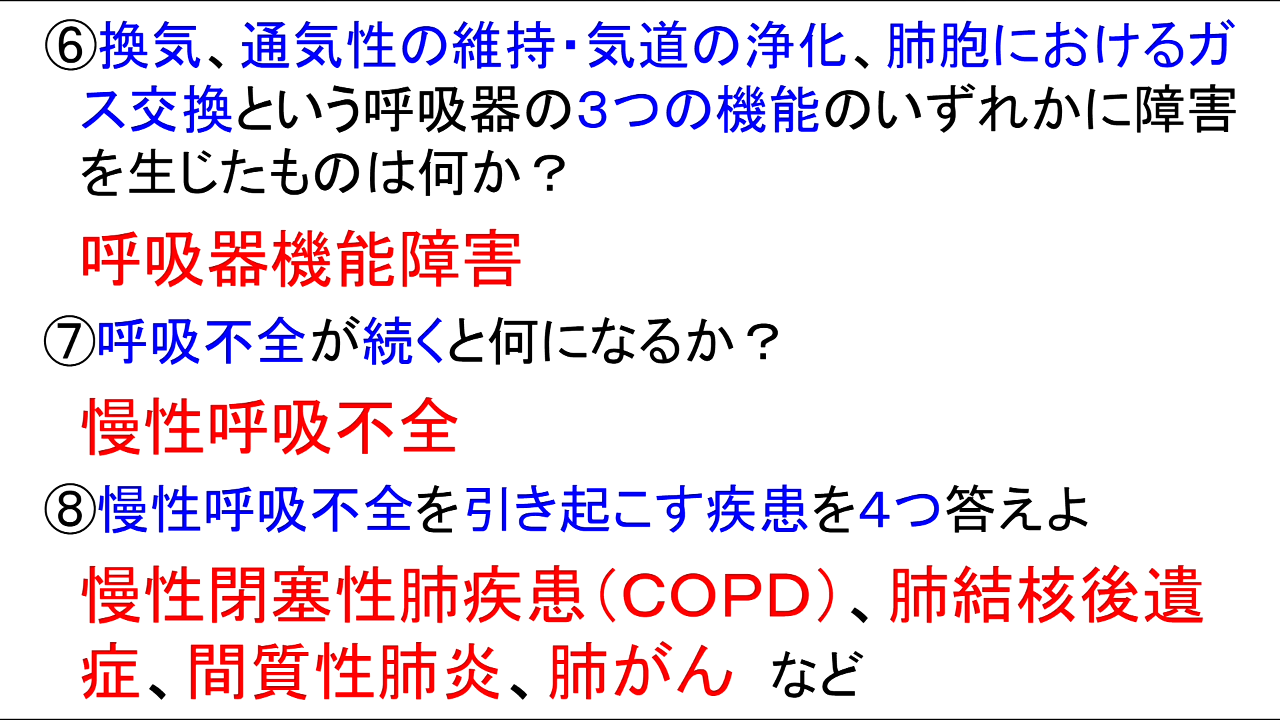 ⑥換気、通気性の維持・気道の浄化、肺胞におけるガ
ス交換という呼吸器の３つの機能のいずれかに障害
を生じたものは何か？
呼吸器機能障害
⑦呼吸不全が続くと何になるか？
慢性呼吸不全
⑧慢性呼吸不全を引き起こす疾患を４つ答えよ
慢性閉塞性肺疾患（ＣＯＰＤ）、肺結核後遺
症、間質性肺炎、肺がん　など